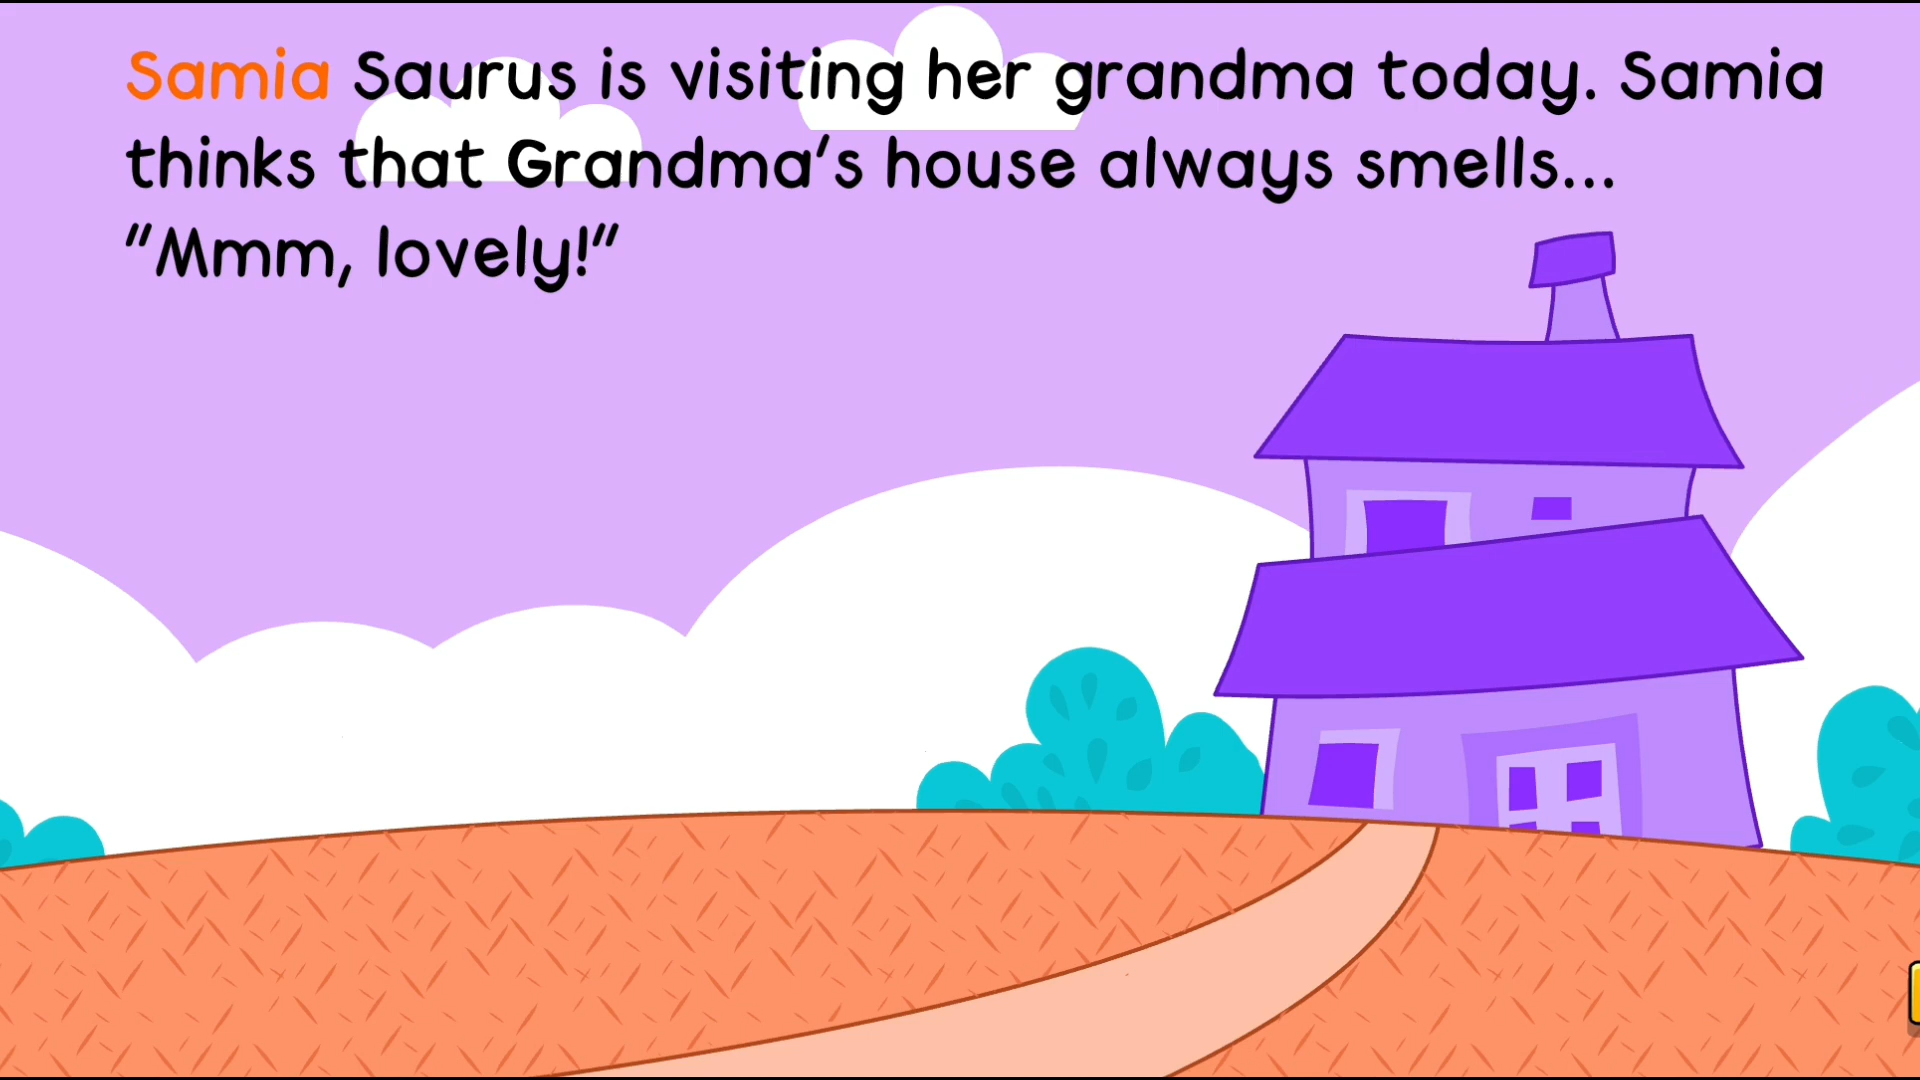 Samia Saurus is visiting her grandma today. Samia
thinks that Grandma's house always smells...
"Mmm, lovely!"